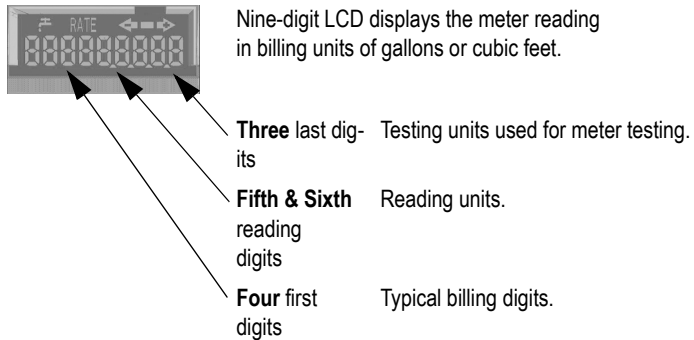 RATE
888888888
Nine-digit LCD displays the meter reading
in billing units of gallons or cubic feet.
Three last dig- Testing units used for meter testing.
its
Fifth & Sixth Reading units.
reading
digits
Four first Typical billing digits.
digits